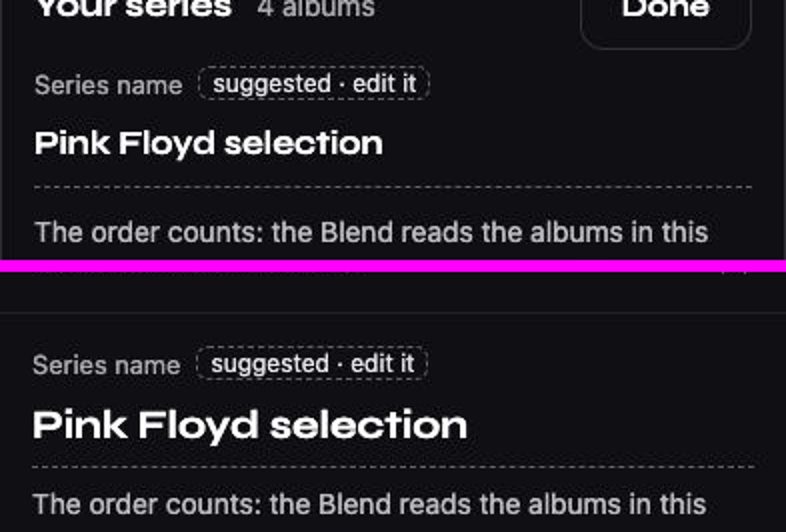 Your series 4 albums Done
Series name suggested · edit it
Pink Floyd selection
The order counts: the Blend reads the albums in this
Series name suggested · edit it
Pink Floyd selection
The order counts: the Blend reads the albums in this